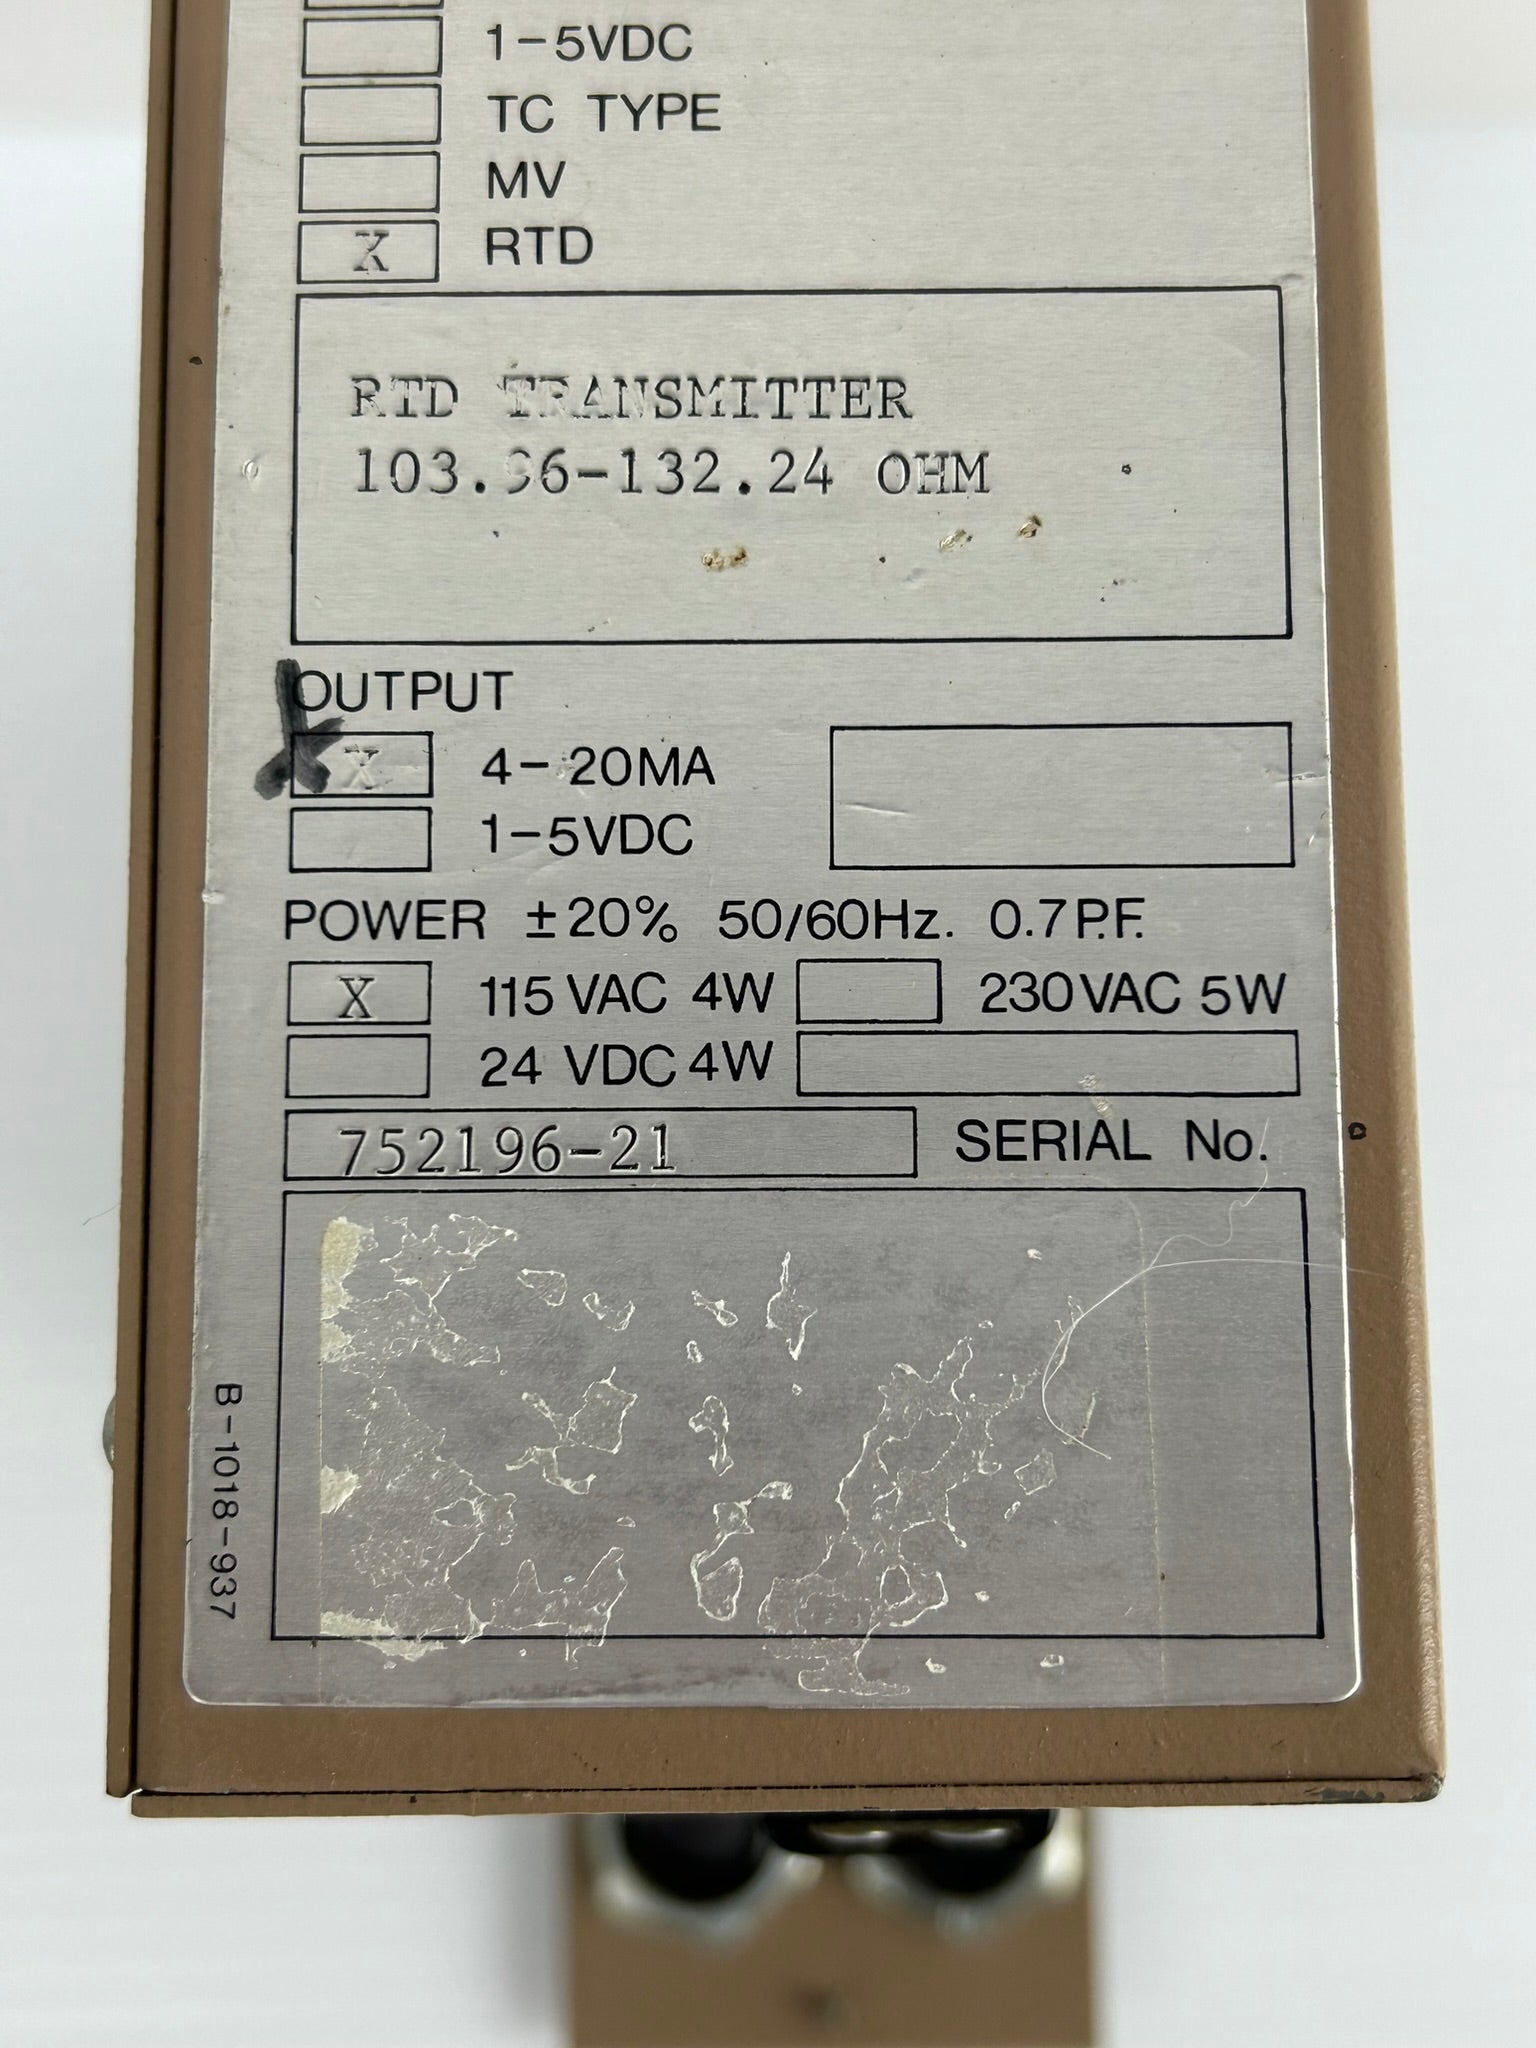 1-5VDC
TC TYPE
MV
X RTD
RTD TRANSMITTER
103.96-132.24 OHM
OUTPUT
X 4-20MA
1-5VDC
POWER ±20% 50/60Hz. 0.7P.F.
X 115 VAC 4W 230VAC 5W
24 VDC 4W
752196-21 SERIAL No.
B-1018-937